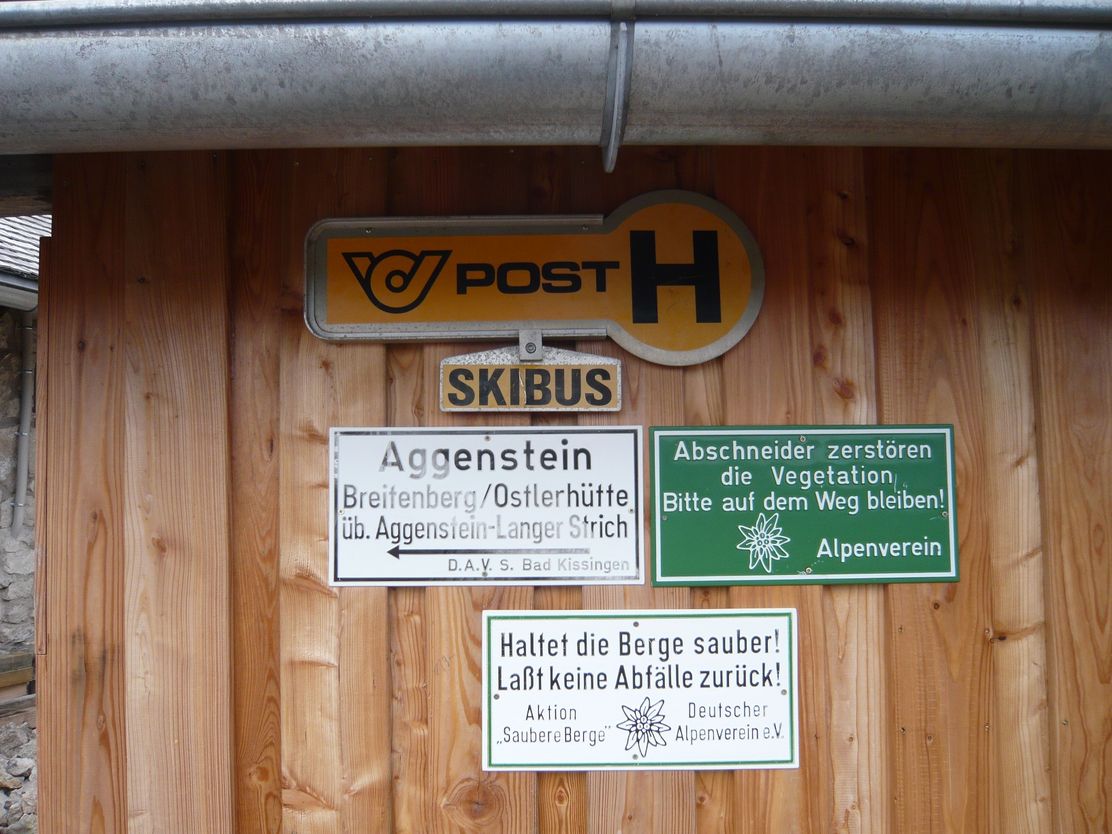 POST H
SKIBUS
Aggenstein
Breitenberg/Ostlerhütte
üb. Aggenstein-Langer Strich
D.A.V. S. Bad Kissingen
Abschneider zerstören
die Vegetation
Bitte auf dem Weg bleiben!
Alpenverein
Haltet die Berge sauber!
Laßt keine Abfälle zurück!
Aktion
„Saubere Berge"
Deutscher
Alpenverein e.V.